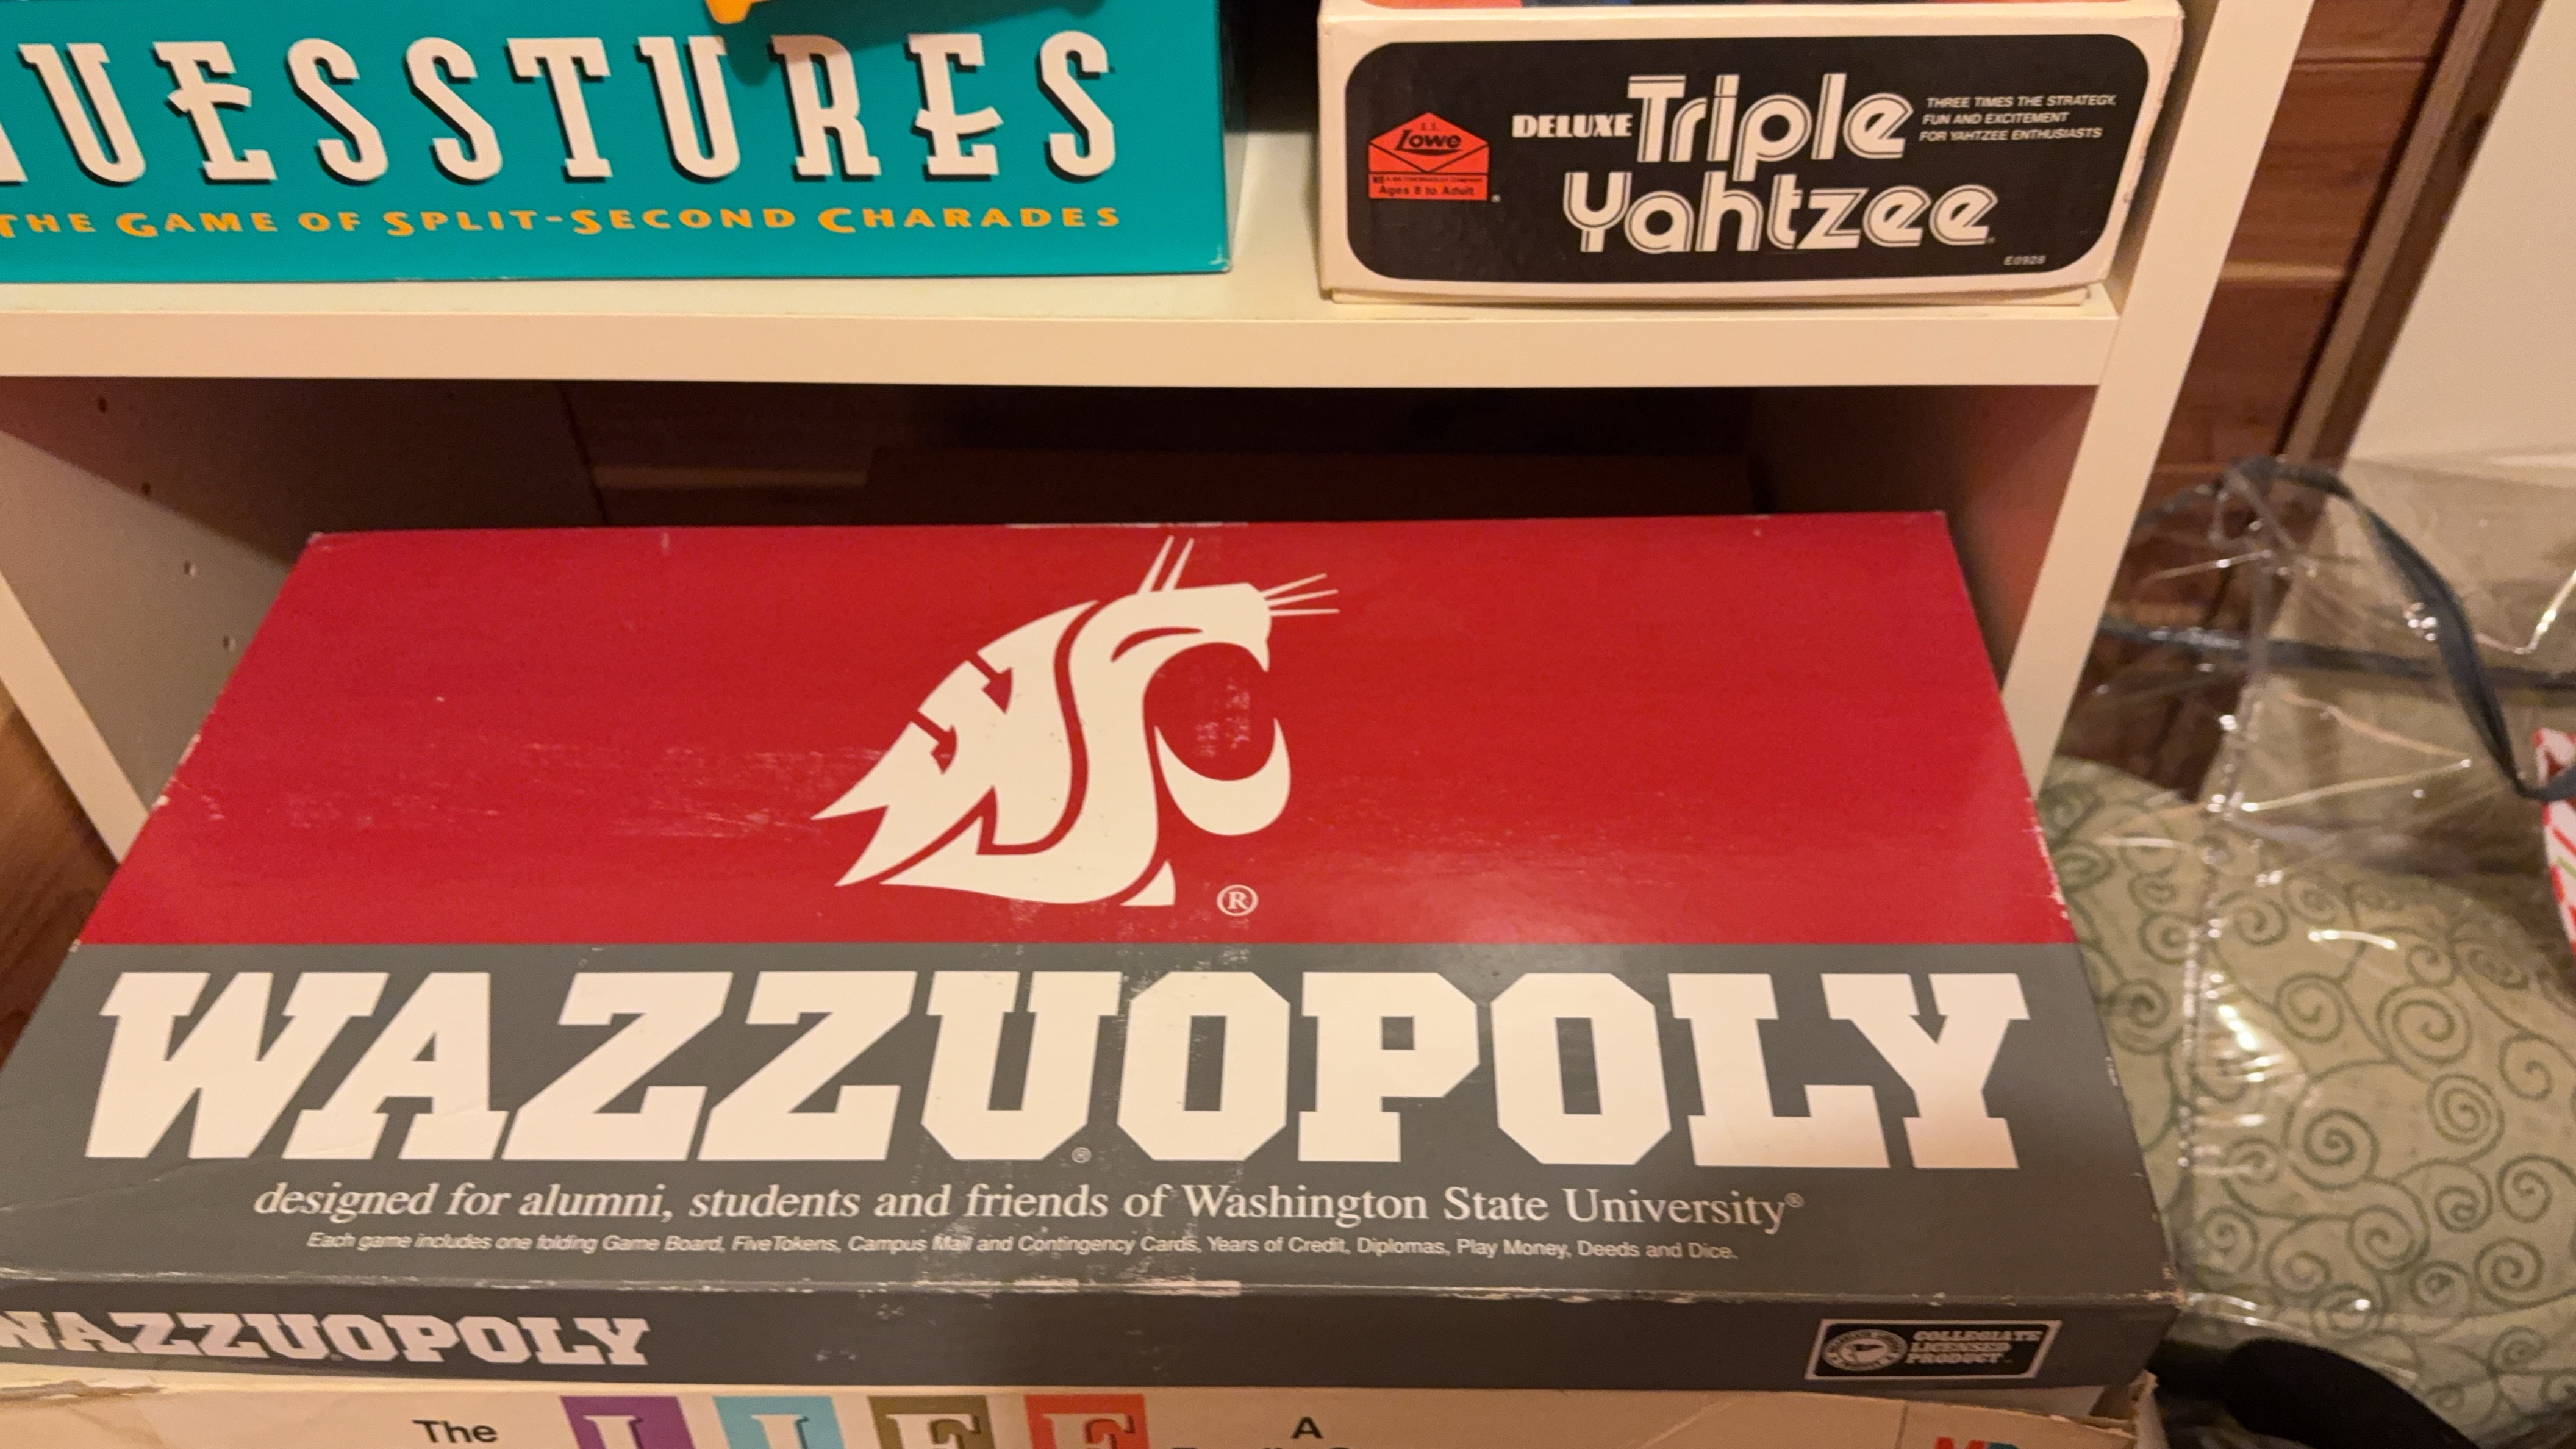 UESSTURES
THE GAME OF SPLIT-SECOND CHARADES
Lowe
Ages 8 to Adult
DELUXE Triple
Yahtzee
THREE TIMES THE STRATEGY,
FUN AND EXCITEMENT
FOR YAHTZEE ENTHUSIASTS
E0928
®
WAZZUOPOLY
®
designed for alumni, students and friends of Washington State University®
Each game includes one folding Game Board, Five Tokens, Campus Mail and Contingency Cards, Years of Credit, Diplomas, Play Money, Deeds and Dice.
WAZZUOPOLY
COLLEGIATE
LICENSED
PRODUCT
The LIFE A